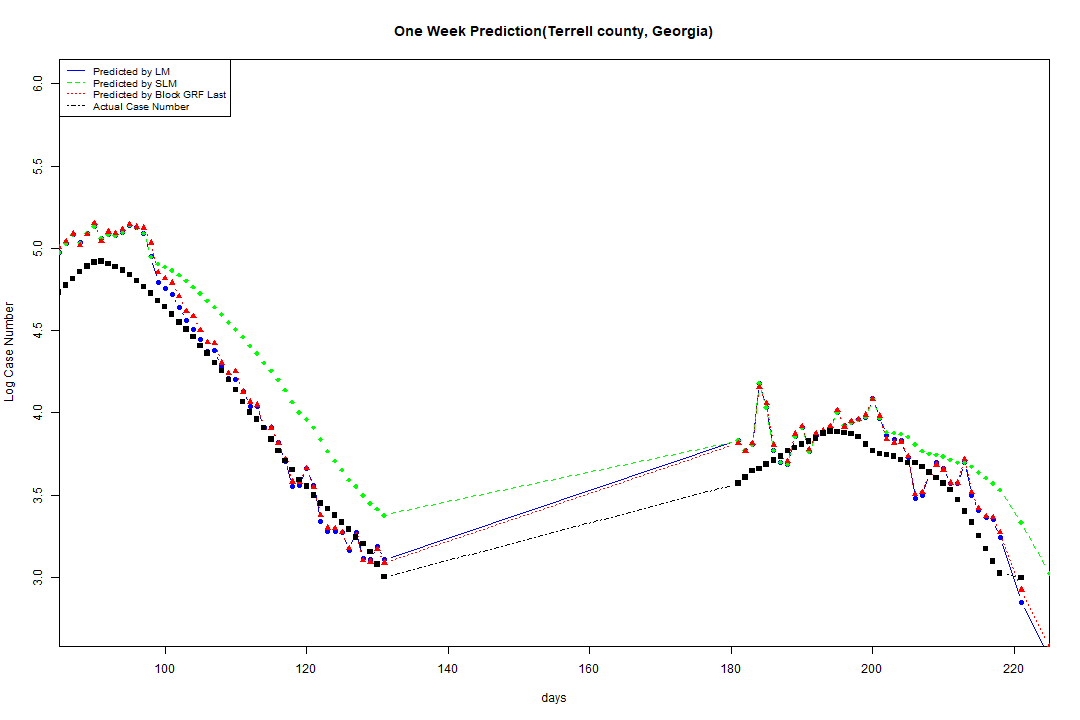 One Week Prediction(Terrell county, Georgia)
Predicted by LM
Predicted by SLM
Predicted by Block GRF Last
Actual Case Number
6.0
5.5
5.0
4.5
4.0
3.5
3.0
Log Case Number
100 120 140 160 180 200 220
days